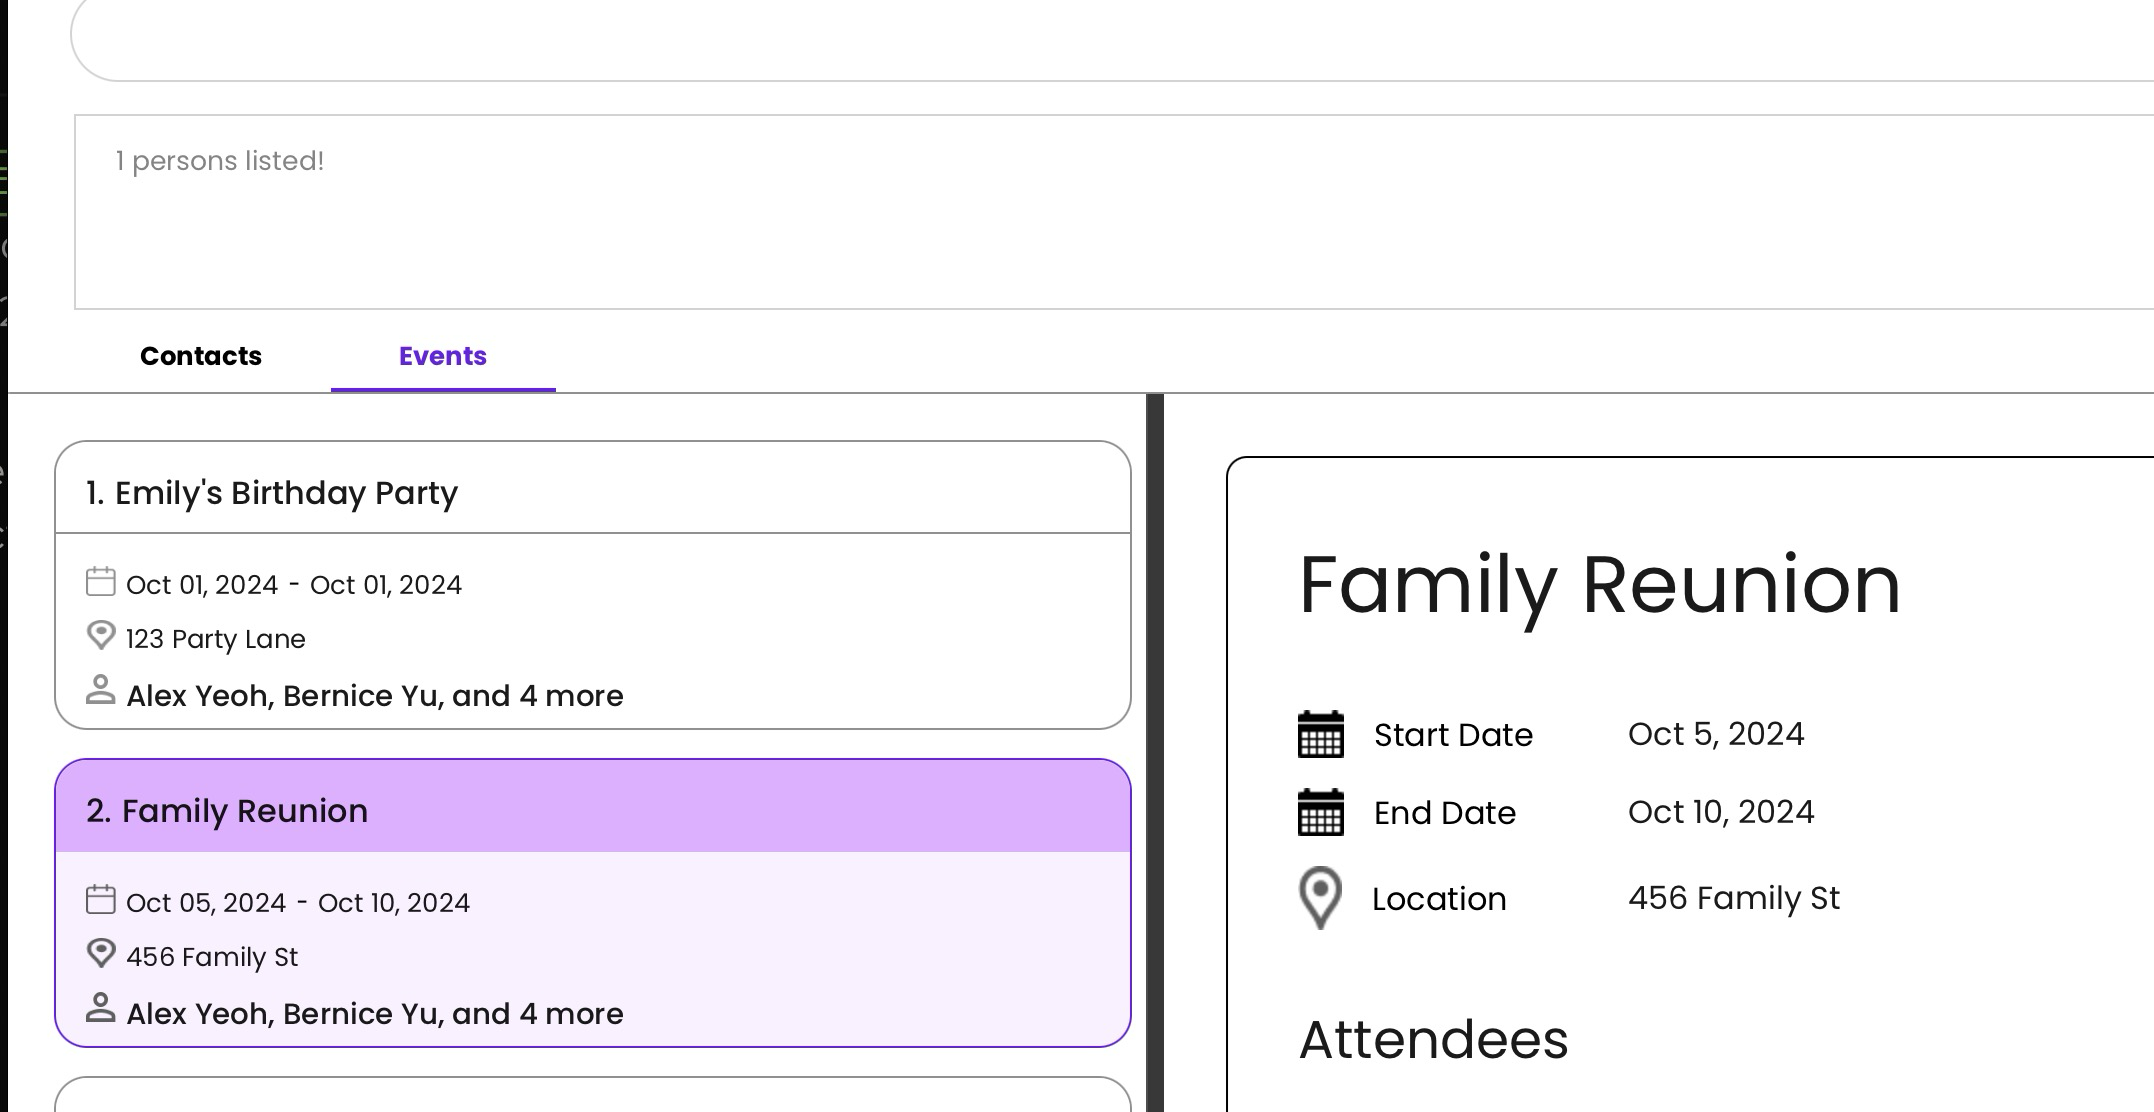 1 persons listed!
Contacts
Events
1. Emily's Birthday Party
Oct 01, 2024 - Oct 01, 2024
123 Party Lane
Alex Yeoh, Bernice Yu, and 4 more
2. Family Reunion
Oct 05, 2024 - Oct 10, 2024
456 Family St
Alex Yeoh, Bernice Yu, and 4 more
Family Reunion
Start Date Oct 5, 2024
End Date Oct 10, 2024
Location 456 Family St
Attendees